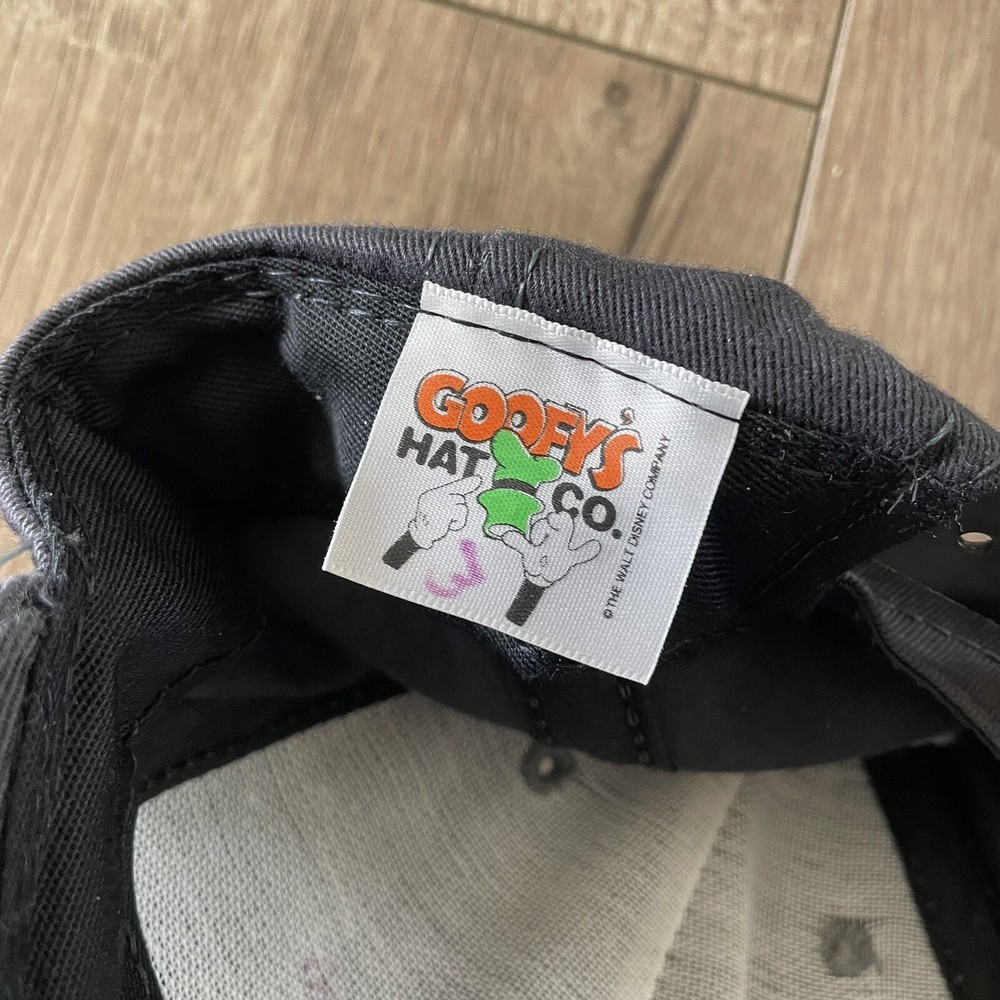 GOOFY'S
HAT CO.
© THE WALT DISNEY COMPANY